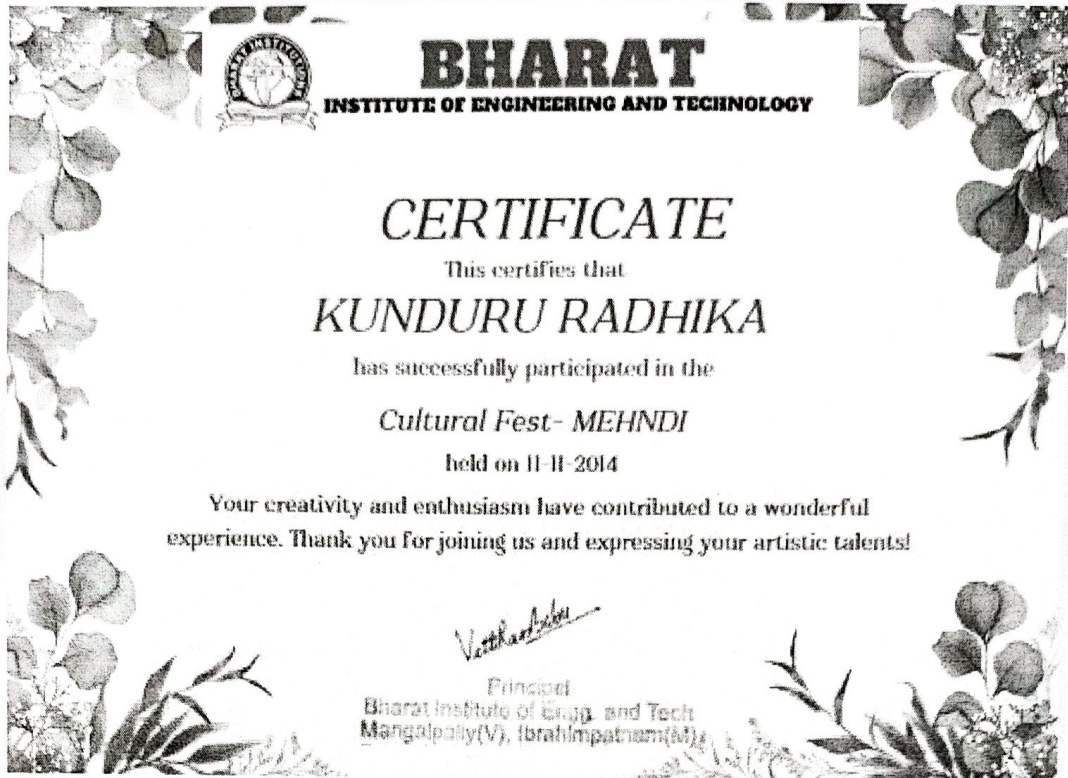 BHARAT INSTITUTIONS
BHARAT
INSTITUTE OF ENGINEERING AND TECHNOLOGY
CERTIFICATE
This certifies that
KUNDURU RADHIKA
has successfully participated in the
Cultural Fest- MEHNDI
held on 11-11-2014
Your creativity and enthusiasm have contributed to a wonderful
experience. Thank you for joining us and expressing your artistic talents!
Principal
Bharat Institute of Engg. and Tech
Mangalpally(V), Ibrahimpatnam(M)